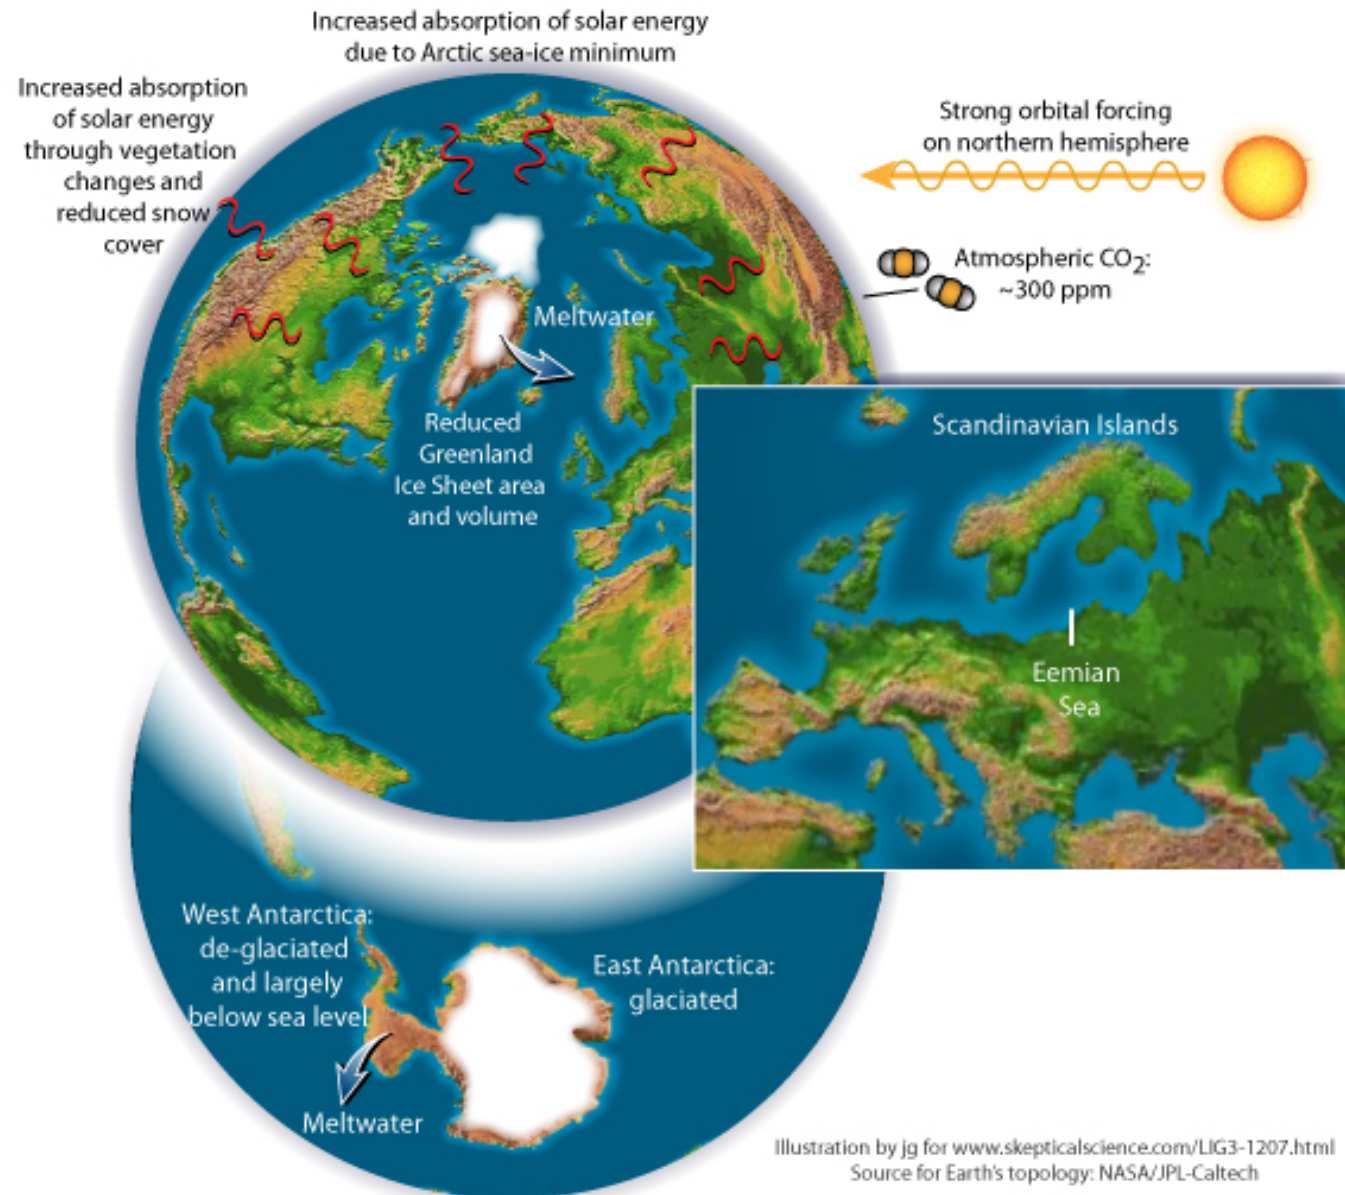 Increased absorption of solar energy
due to Arctic sea-ice minimum
Increased absorption
of solar energy
through vegetation
changes and
reduced snow
cover
Strong orbital forcing
on northern hemisphere
Atmospheric CO₂:
~300 ppm
Meltwater
Reduced
Greenland
Ice Sheet area
and volume
Scandinavian Islands
Eemian
Sea
West Antarctica:
de-glaciated
and largely
below sea level
East Antarctica:
glaciated
Meltwater
Illustration by jg for www.skepticalscience.com/LIG3-1207.html
Source for Earth's topology: NASA/JPL-Caltech